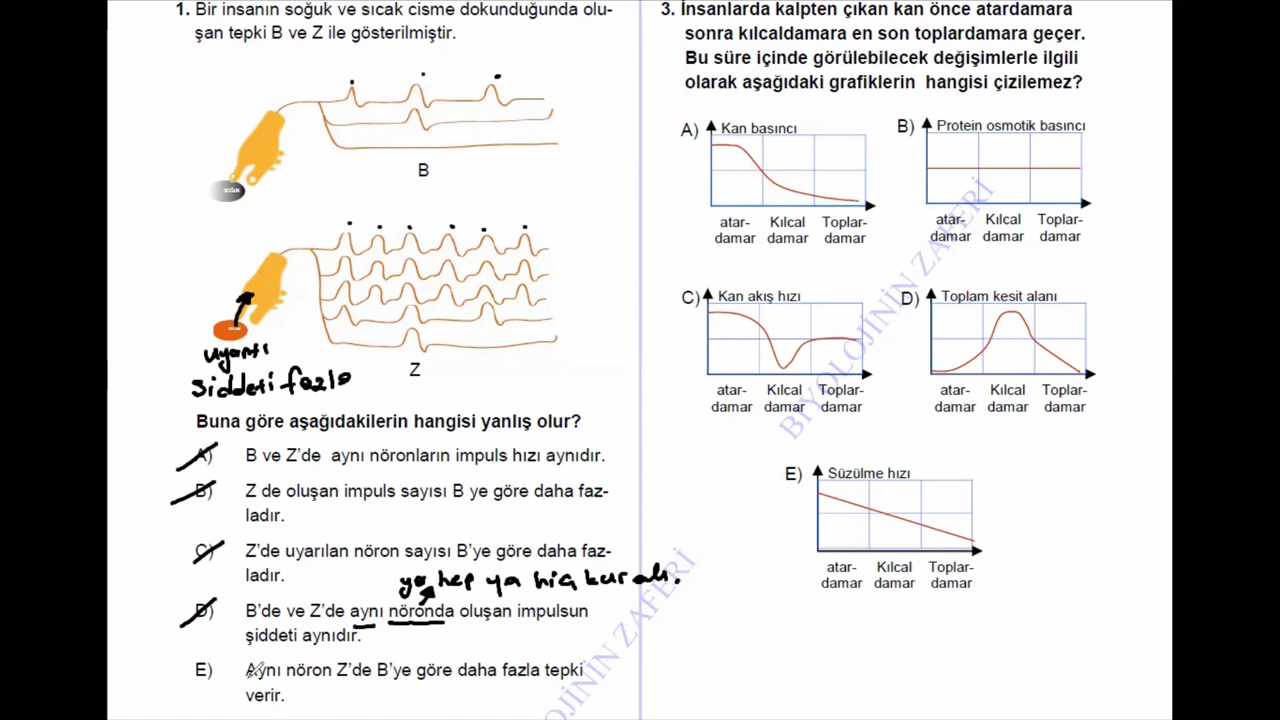 1. Bir insanın soğuk ve sıcak cisme dokunduğunda olu-
şan tepki B ve Z ile gösterilmiştir.
SOĞUK
B
uyartı
şiddeti fazla
Z
Buna göre aşağıdakilerin hangisi yanlış olur?
A) B ve Z'de aynı nöronların impuls hızı aynıdır.
B) Z de oluşan impuls sayısı B ye göre daha faz-
ladır.
C) Z'de uyarılan nöron sayısı B'ye göre daha faz-
ladır.
ya hep ya hiç kuralı.
D) B'de ve Z'de aynı nöronda oluşan impulsun
şiddeti aynıdır.
E) Aynı nöron Z'de B'ye göre daha fazla tepki
verir.
3. İnsanlarda kalpten çıkan kan önce atardamara
sonra kılcaldamara en son toplardamara geçer.
Bu süre içinde görülebilecek değişimlerle ilgili
olarak aşağıdaki grafiklerin hangisi çizilemez?
A) Kan basıncı
atar- Kılcal Toplar-
damar damar damar
B) Protein osmotik basıncı
atar- Kılcal Toplar-
damar damar damar
C) Kan akış hızı
atar- Kılcal Toplar-
damar damar damar
D) Toplam kesit alanı
atar- Kılcal Toplar-
damar damar damar
E) Süzülme hızı
atar- Kılcal Toplar-
damar damar damar
BİYOLOJİNİN ZAFERİ
OLOJİNİN ZAFERİ